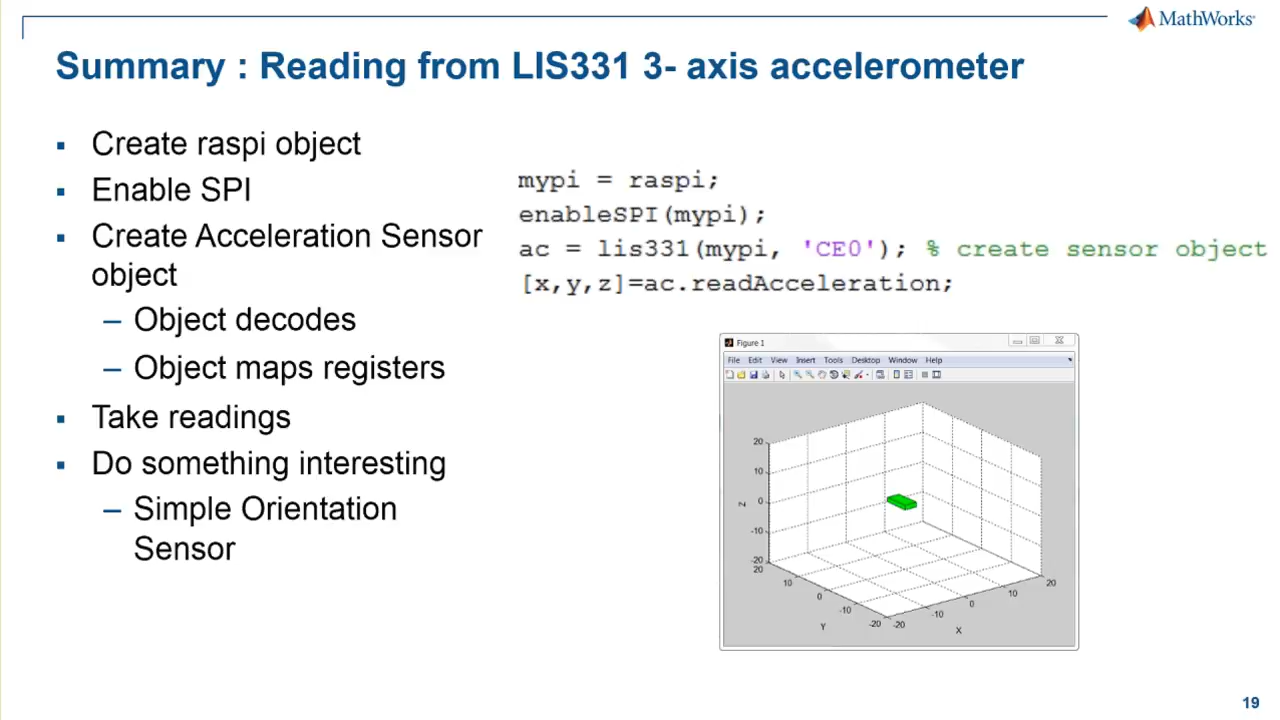 MathWorks
Summary : Reading from LIS331 3- axis accelerometer
▪ Create raspi object
▪ Enable SPI
▪ Create Acceleration Sensor
object
– Object decodes
– Object maps registers
▪ Take readings
▪ Do something interesting
– Simple Orientation
Sensor
mypi = raspi;
enableSPI(mypi);
ac = lis331(mypi, 'CE0'); % create sensor object
[x,y,z]=ac.readAcceleration;
Figure 1
File Edit View Insert Tools Desktop Window Help
20
10
0
-10
-20
Z
20
10
0
-10
-20
Y
-20
-10
0
10
20
X
19